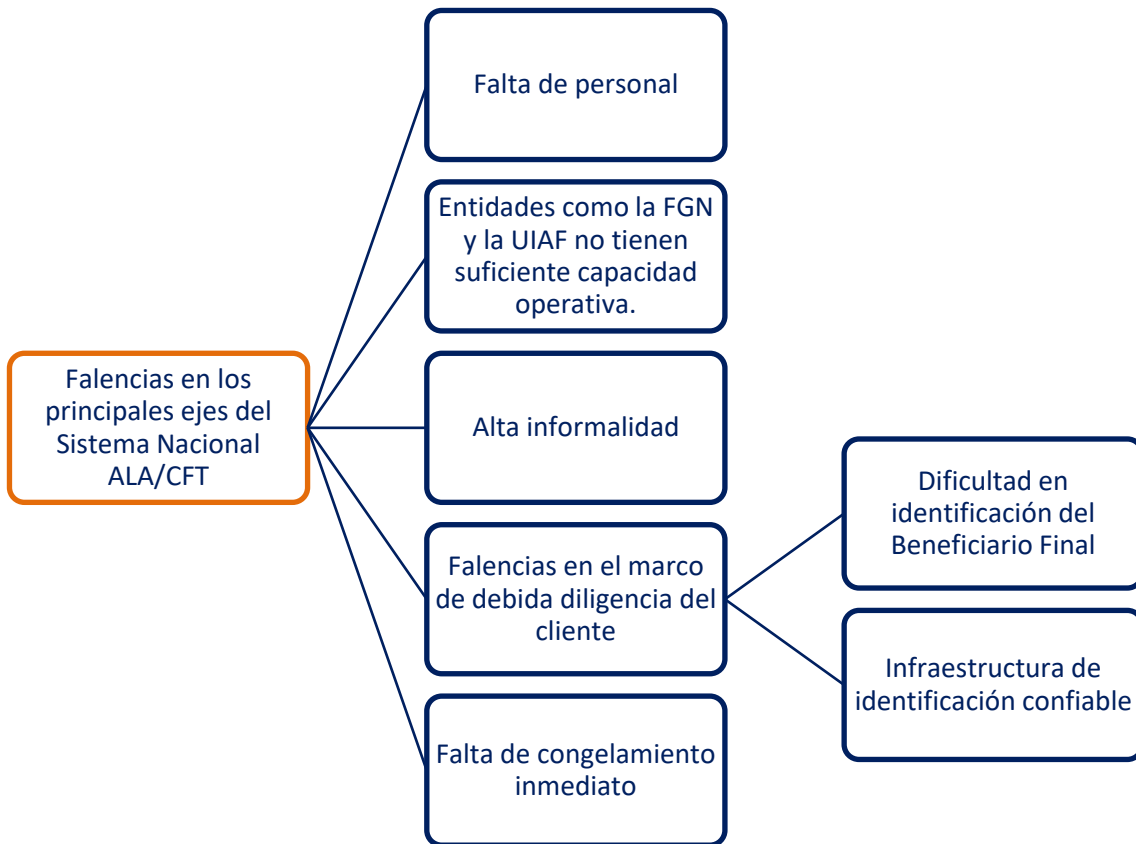 Falencias en los
principales ejes del
Sistema Nacional
ALA/CFT
Falta de personal
Entidades como la FGN
y la UIAF no tienen
suficiente capacidad
operativa.
Alta informalidad
Falencias en el marco
de debida diligencia del
cliente
Falta de congelamiento
inmediato
Dificultad en
identificación del
Beneficiario Final
Infraestructura de
identificación confiable